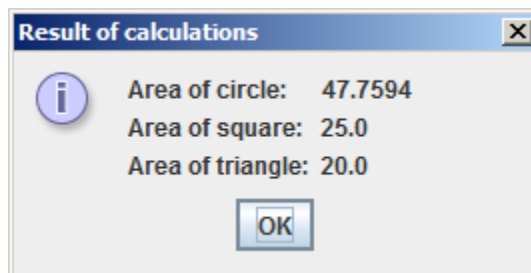 Result of calculations
Area of circle: 47.7594
Area of square: 25.0
Area of triangle: 20.0
OK